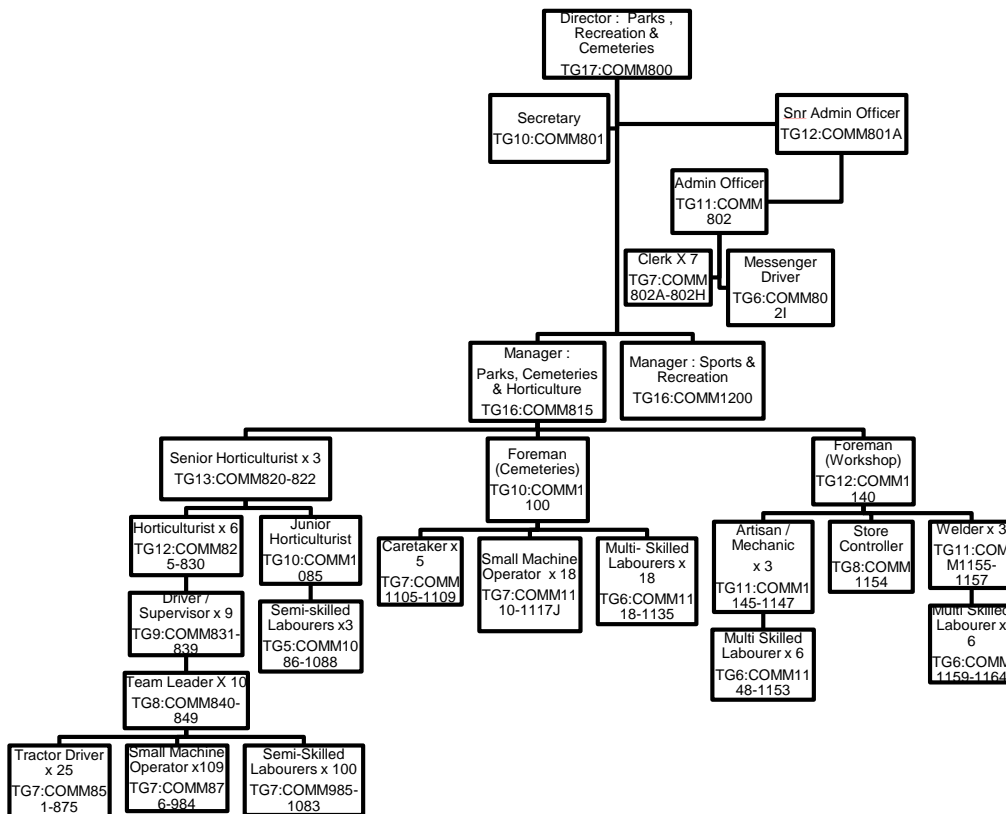 Director :  Parks ,
Recreation &
Cemeteries
TG17:COMM800
Secretary
TG10:COMM801
Snr Admin Officer
TG12:COMM801A
Admin Officer
TG11:COMM
802
Clerk X 7
TG7:COMM
802A-802H
Messenger
Driver
TG6:COMM80
2I
Manager :
Parks, Cemeteries
& Horticulture
TG16:COMM815
Manager : Sports &
Recreation
TG16:COMM1200
Senior Horticulturist x 3
TG13:COMM820-822
Foreman
(Cemeteries)
TG10:COMM1
100
Foreman
(Workshop)
TG12:COMM1
140
Horticulturist x 6
TG12:COMM82
5-830
Junior
Horticulturist
TG10:COMM1
085
Caretaker x
5
TG7:COMM
1105-1109
Small Machine
Operator  x 18
TG7:COMM11
10-1117J
Multi- Skilled
Labourers x
18
TG6:COMM11
18-1135
Artisan /
Mechanic
x 3
TG11:COMM1
145-1147
Store
Controller
TG8:COMM
1154
Welder x 3
TG11:COM
M1155-
1157
Driver /
Supervisor x 9
TG9:COMM831-
839
Semi-skilled
Labourers x3
TG5:COMM10
86-1088
Multi Skilled
Labourer x 6
TG6:COMM11
48-1153
Multi Skilled
Labourer x
6
TG6:COMM
1159-1164
Team Leader X 10
TG8:COMM840-
849
Tractor Driver
x 25
TG7:COMM85
1-875
Small Machine
Operator x109
TG7:COMM87
6-984
Semi-Skilled
Labourers x 100
TG7:COMM985-
1083